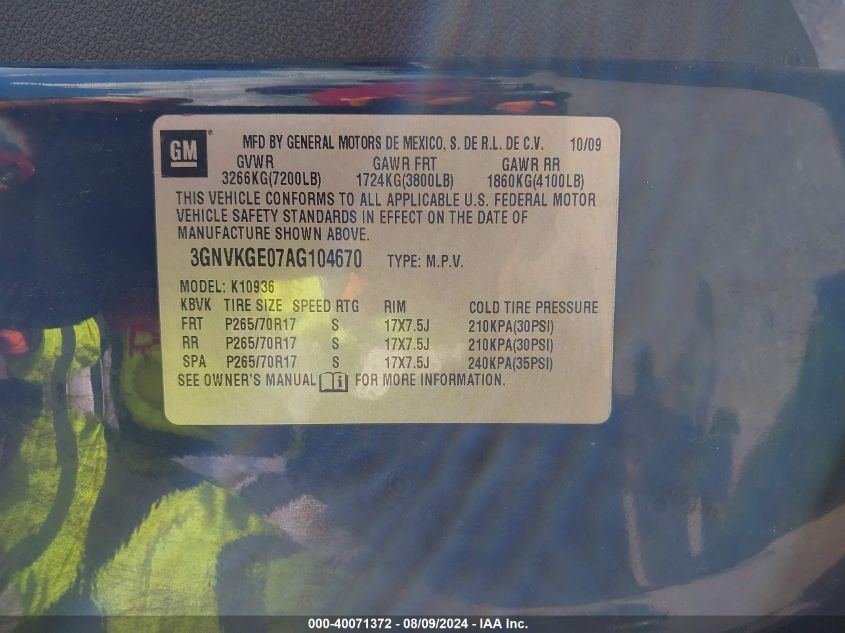 GM
MFD BY GENERAL MOTORS DE MEXICO, S. DE R.L. DE C.V. 10/09
GVWR GAWR FRT GAWR RR
3266KG(7200LB) 1724KG(3800LB) 1860KG(4100LB)
THIS VEHICLE CONFORMS TO ALL APPLICABLE U.S. FEDERAL MOTOR
VEHICLE SAFETY STANDARDS IN EFFECT ON THE DATE OF
MANUFACTURE SHOWN ABOVE.
3GNVKGE07AG104670 TYPE: M.P.V.
MODEL: K10936
KBVK TIRE SIZE SPEED RTG RIM COLD TIRE PRESSURE
FRT P265/70R17 S 17X7.5J 210KPA(30PSI)
RR P265/70R17 S 17X7.5J 210KPA(30PSI)
SPA P265/70R17 S 17X7.5J 240KPA(35PSI)
SEE OWNER'S MANUAL FOR MORE INFORMATION.
000-40071372 - 08/09/2024 - IAAI Inc.